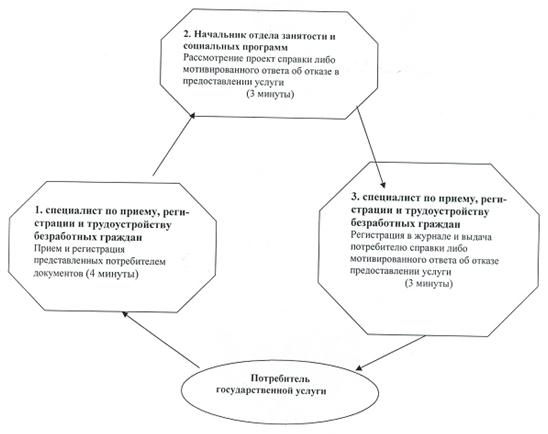 2. Начальник отдела занятости и
социальных программ
Рассмотрение проект справки либо
мотивированного ответа об отказе в
предоставлении услуги
(3 минуты)
1. специалист по приему, реги-
страции и трудоустройству
безработных граждан
Прием и регистрация
представленных потребителем
документов (4 минуты)
3. специалист по приему, реги-
страции и трудоустройству
безработных граждан
Регистрация в журнале и выдача
потребителю справки либо
мотивированного ответа об отказе
предоставлении услуги
(3 минуты)
Потребитель
государственной услуги